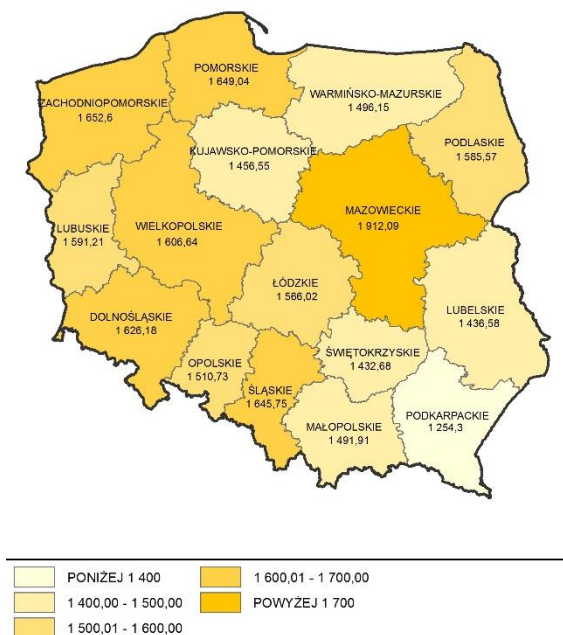 POMORSKIE
1 649,04
WARMIŃSKO-MAZURSKIE
1 496,15
ZACHODNIOPOMORSKIE
1 652,6
PODLASKIE
1 585,57
KUJAWSKO-POMORSKIE
1 456,55
MAZOWIECKIE
1 912,09
LUBUSKIE
1 591,21
WIELKOPOLSKIE
1 606,64
ŁÓDZKIE
1 566,02
LUBELSKIE
1 436,58
DOLNOŚLĄSKIE
1 626,18
OPOLSKIE
1 510,73
ŚLĄSKIE
1 645,75
ŚWIĘTOKRZYSKIE
1 432,68
MAŁOPOLSKIE
1 491,91
PODKARPACKIE
1 254,3
PONIŻEJ 1 400
1 400,00 - 1 500,00
1 500,01 - 1 600,00
1 600,01 - 1 700,00
POWYŻEJ 1 700